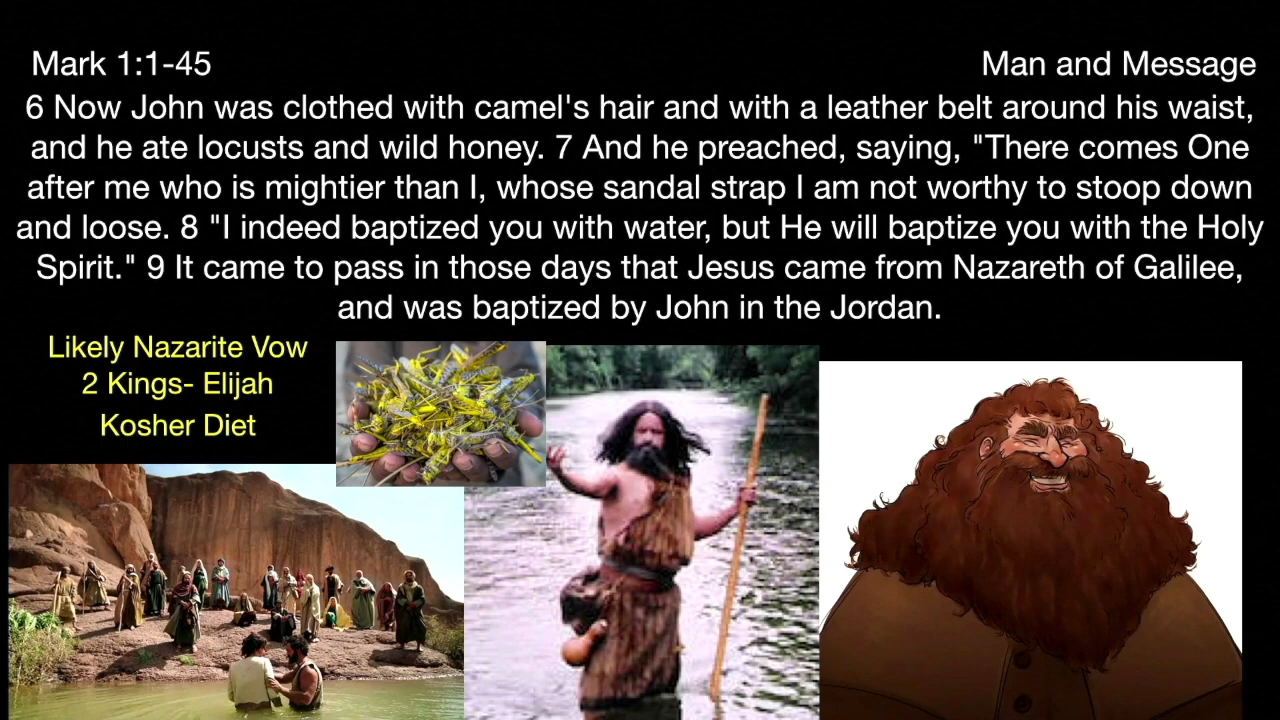 Mark 1:1-45
Man and Message
6 Now John was clothed with camel's hair and with a leather belt around his waist,
and he ate locusts and wild honey. 7 And he preached, saying, "There comes One
after me who is mightier than I, whose sandal strap I am not worthy to stoop down
and loose. 8 "I indeed baptized you with water, but He will baptize you with the Holy
Spirit." 9 It came to pass in those days that Jesus came from Nazareth of Galilee,
and was baptized by John in the Jordan.
Likely Nazarite Vow
2 Kings- Elijah
Kosher Diet